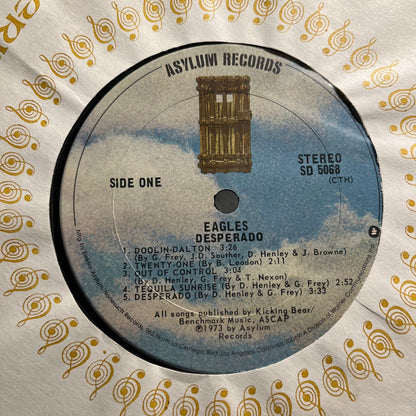 ASYLUM RECORDS
STEREO
SD 5068
(CTH)
SIDE ONE
EAGLES
DESPERADO
1. DOOLIN-DALTON · 3:26
(By G. Frey, J.D. Souther, D. Henley & J. Browne)
2. TWENTY-ONE (By B. Leadon) 2:11
3. OUT OF CONTROL · 3:04
(By D. Henley, G. Frey & T. Nexon)
4. TEQUILA SUNRISE (By D. Henley & G. Frey) 2:52
5. DESPERADO (By D. Henley & G. Frey) 3:33
All songs published by Kicking Bear/
Benchmark Music, ASCAP
℗1973 by Asylum
Records